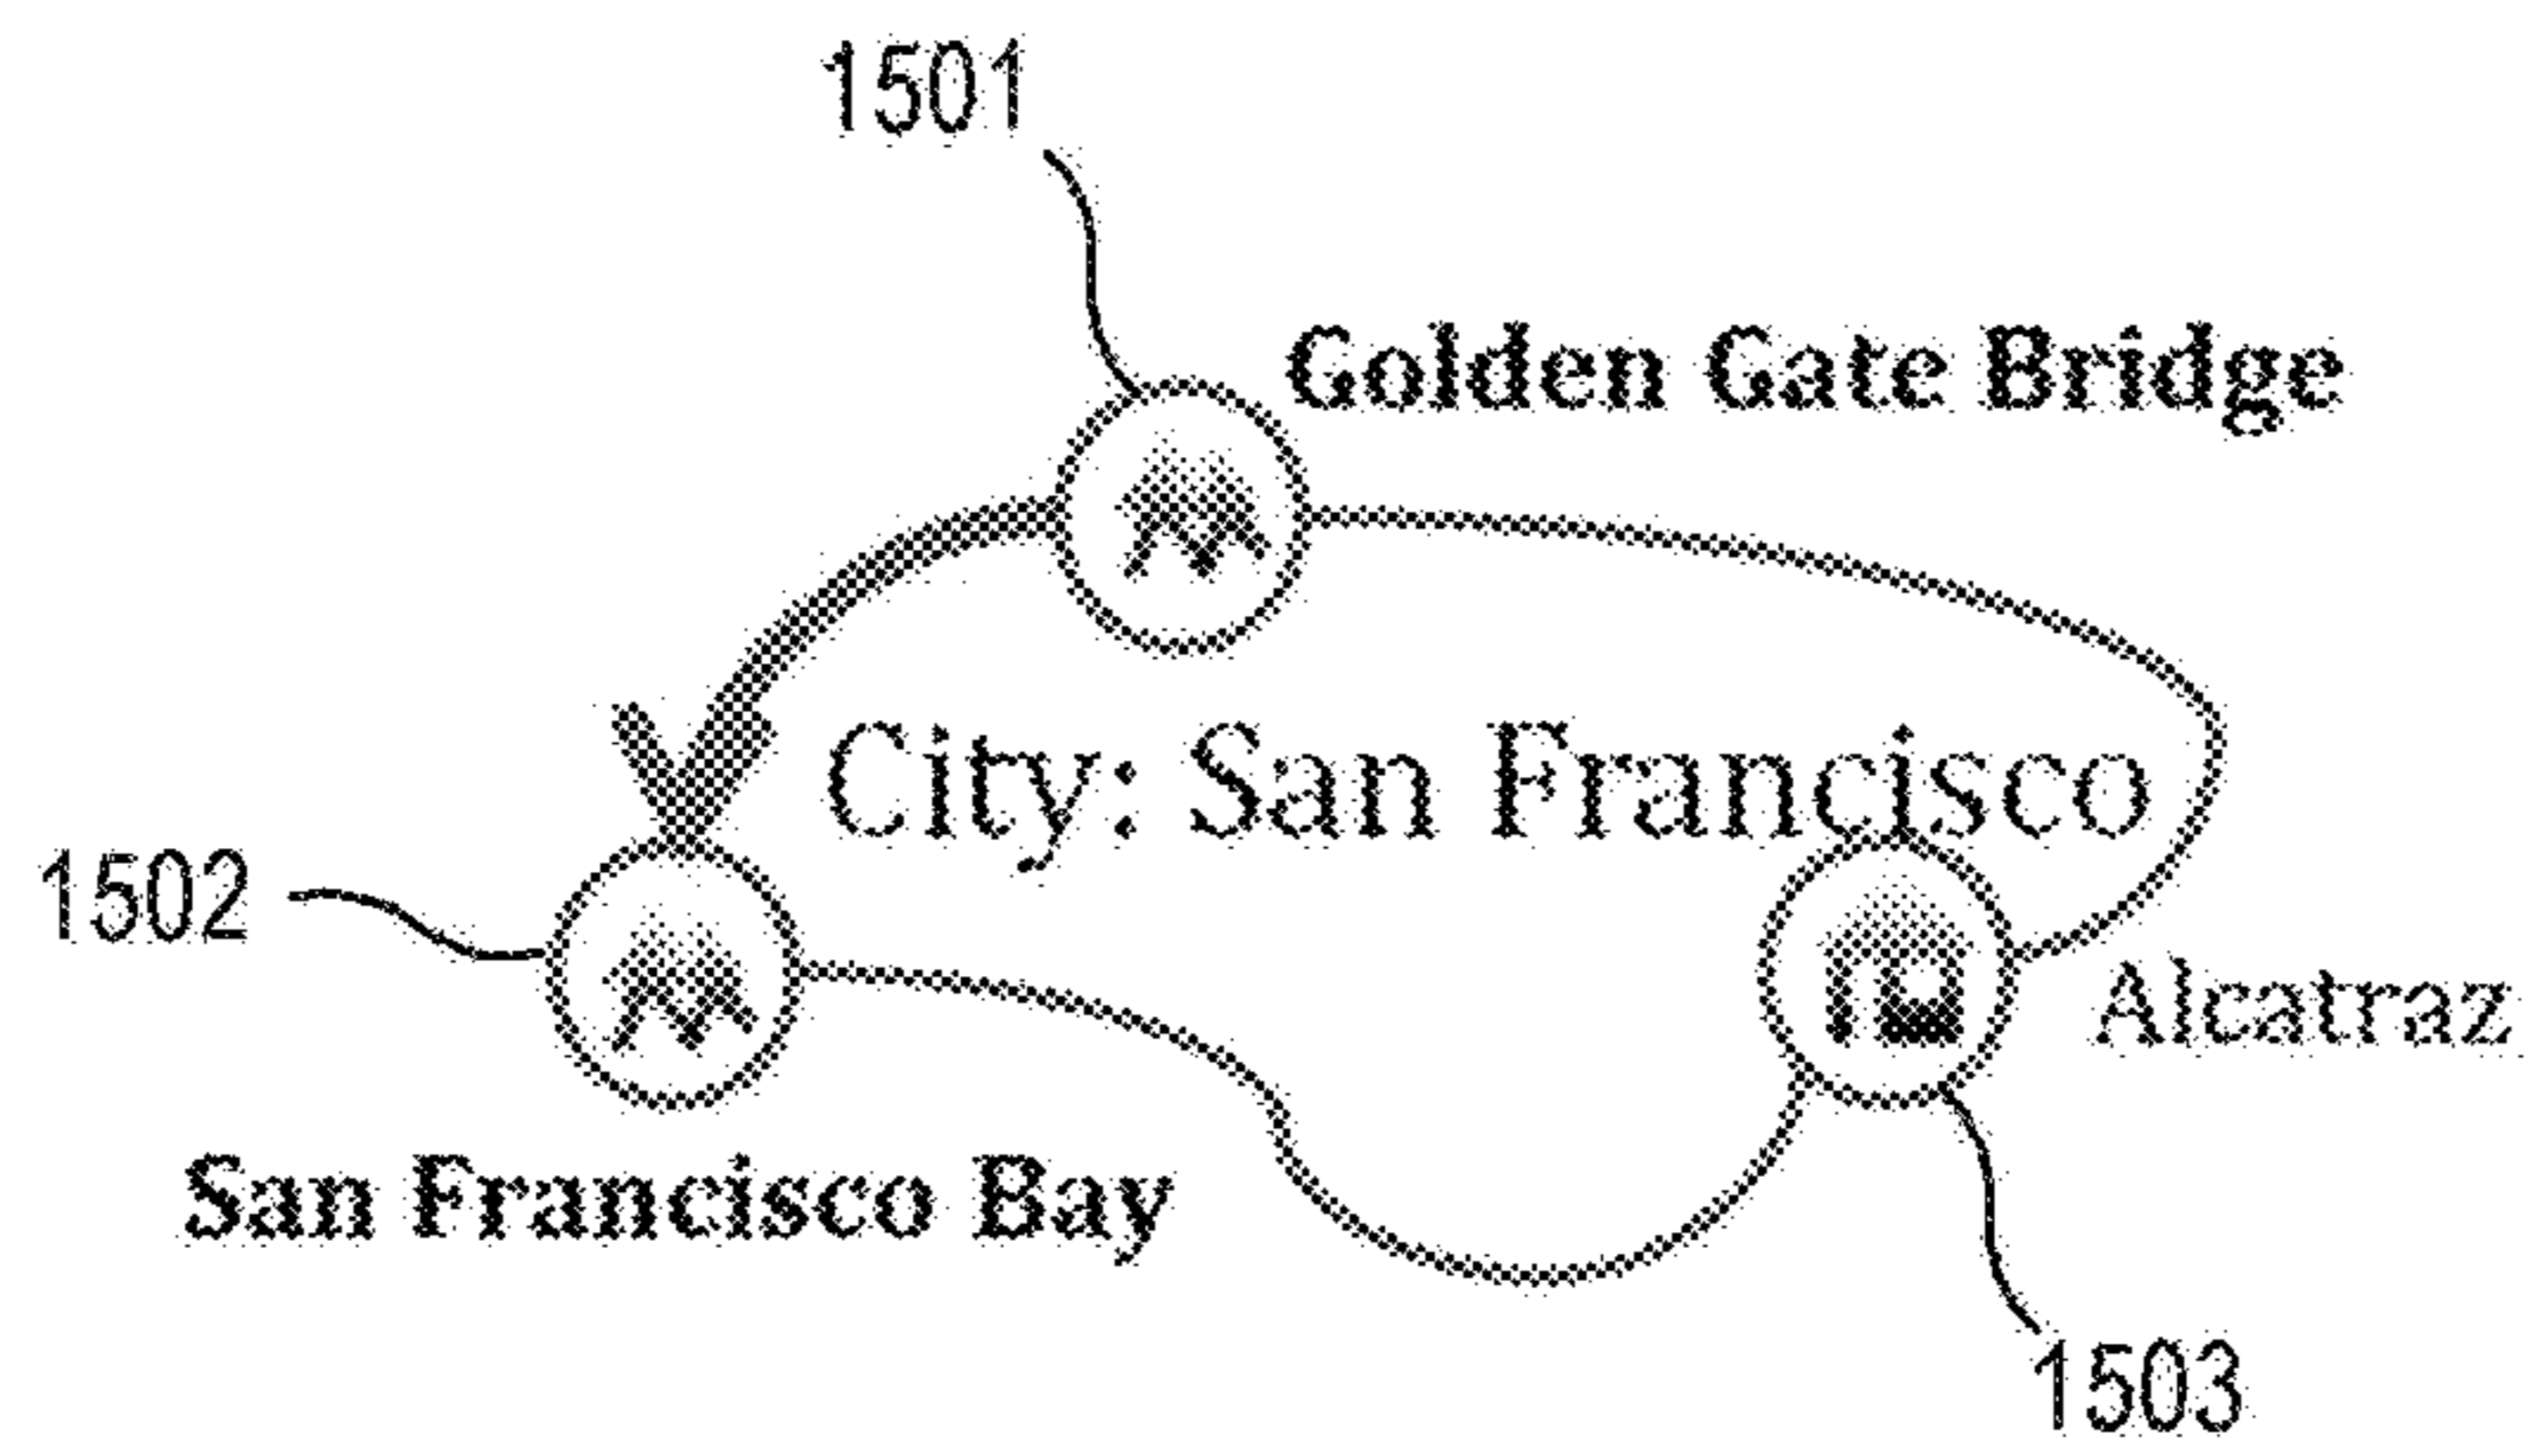 1501
Golden Gate Bridge
City: San Francisco
1502
Alcatraz
San Francisco Bay
1503